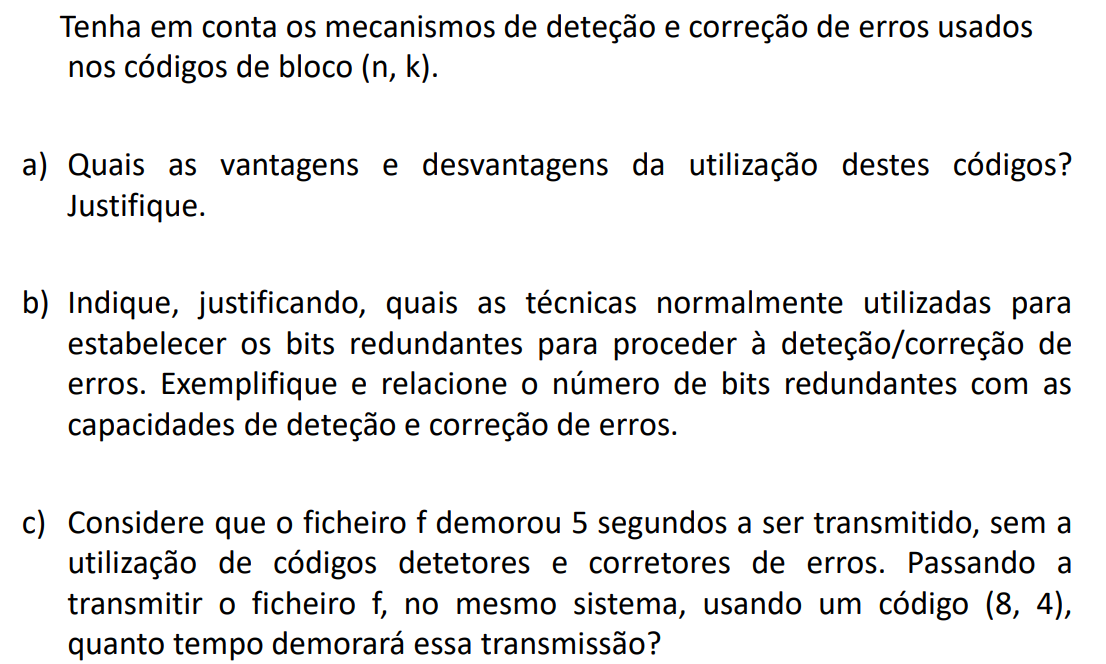 Tenha em conta os mecanismos de deteção e correção de erros usados
nos códigos de bloco (n, k).
a) Quais as vantagens e desvantagens da utilização destes códigos?
Justifique.
b) Indique, justificando, quais as técnicas normalmente utilizadas para
estabelecer os bits redundantes para proceder à deteção/correção de
erros. Exemplifique e relacione o número de bits redundantes com as
capacidades de deteção e correção de erros.
c) Considere que o ficheiro f demorou 5 segundos a ser transmitido, sem a
utilização de códigos detetores e corretores de erros. Passando a
transmitir o ficheiro f, no mesmo sistema, usando um código (8, 4),
quanto tempo demorará essa transmissão?